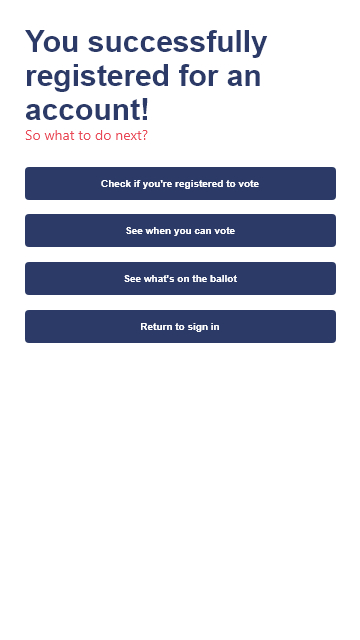 You successfully
registered for an
account!
So what to do next?
Check if you're registered to vote
See when you can vote
See what's on the ballot
Return to sign in